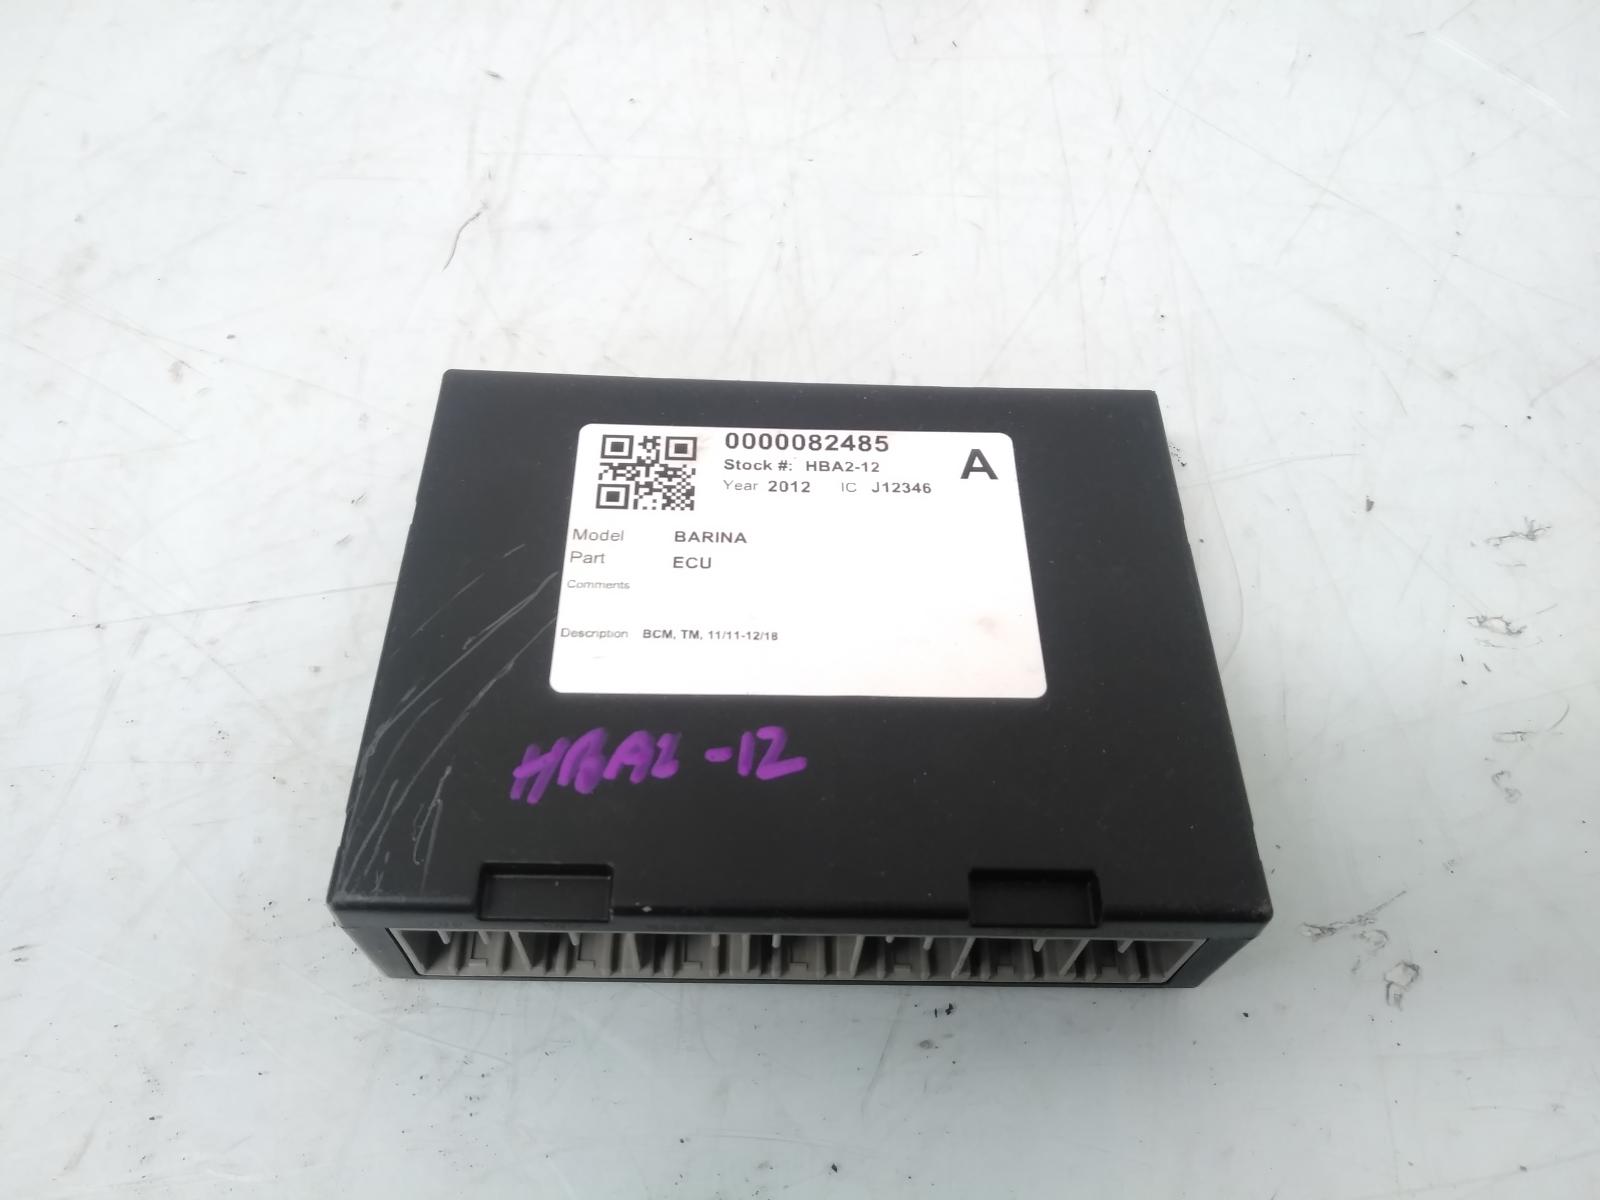 0000082485
Stock #: HBA2-12
A
Year 2012 IC J12346
Model BARINA
Part ECU
Comments
Description BCM, TM, 11/11-12/18
HBA2-12